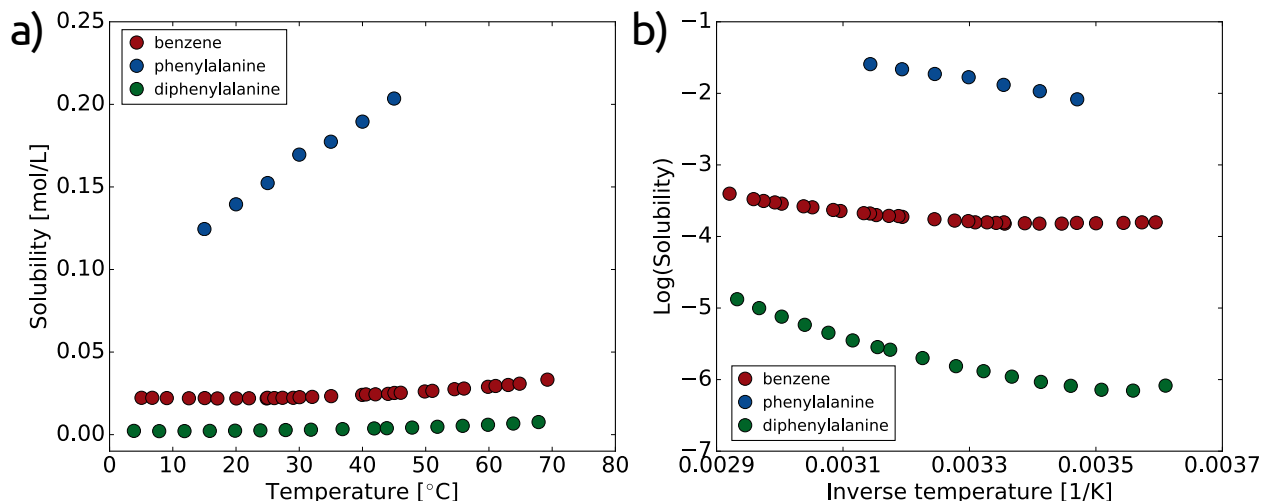 a)
0.25
0.20
0.15
0.10
0.05
0.00
Solubility [mol/L]
benzene
phenylalanine
diphenylalanine
0 10 20 30 40 50 60 70 80
Temperature [°C]
b)
−1
−2
−3
−4
−5
−6
−7
Log(Solubility)
benzene
phenylalanine
diphenylalanine
0.0029 0.0031 0.0033 0.0035 0.0037
Inverse temperature [1/K]